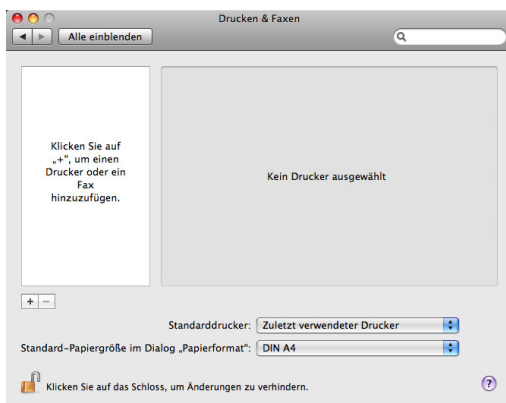 Drucken & Faxen
Alle einblenden
Klicken Sie auf
„+“, um einen
Drucker oder ein
Fax
hinzuzufügen.
Kein Drucker ausgewählt
+ −
Standarddrucker: Zuletzt verwendeter Drucker
Standard-Papiergröße im Dialog „Papierformat“: DIN A4
Klicken Sie auf das Schloss, um Änderungen zu verhindern.
?